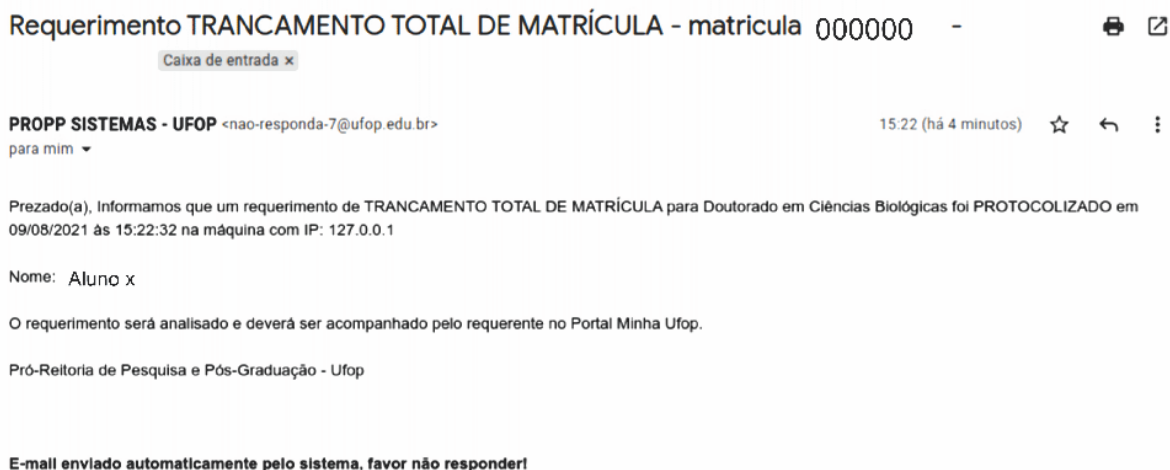 Requerimento TRANCAMENTO TOTAL DE MATRÍCULA - matricula 000000 -
Caixa de entrada ×
PROPP SISTEMAS - UFOP <nao-responda-7@ufop.edu.br>
15:22 (há 4 minutos)
para mim
Prezado(a), Informamos que um requerimento de TRANCAMENTO TOTAL DE MATRÍCULA para Doutorado em Ciências Biológicas foi PROTOCOLIZADO em
09/08/2021 às 15:22:32 na máquina com IP: 127.0.0.1
Nome: Aluno x
O requerimento será analisado e deverá ser acompanhado pelo requerente no Portal Minha Ufop.
Pró-Reitoria de Pesquisa e Pós-Graduação - Ufop
E-mail enviado automaticamente pelo sistema, favor não responder!